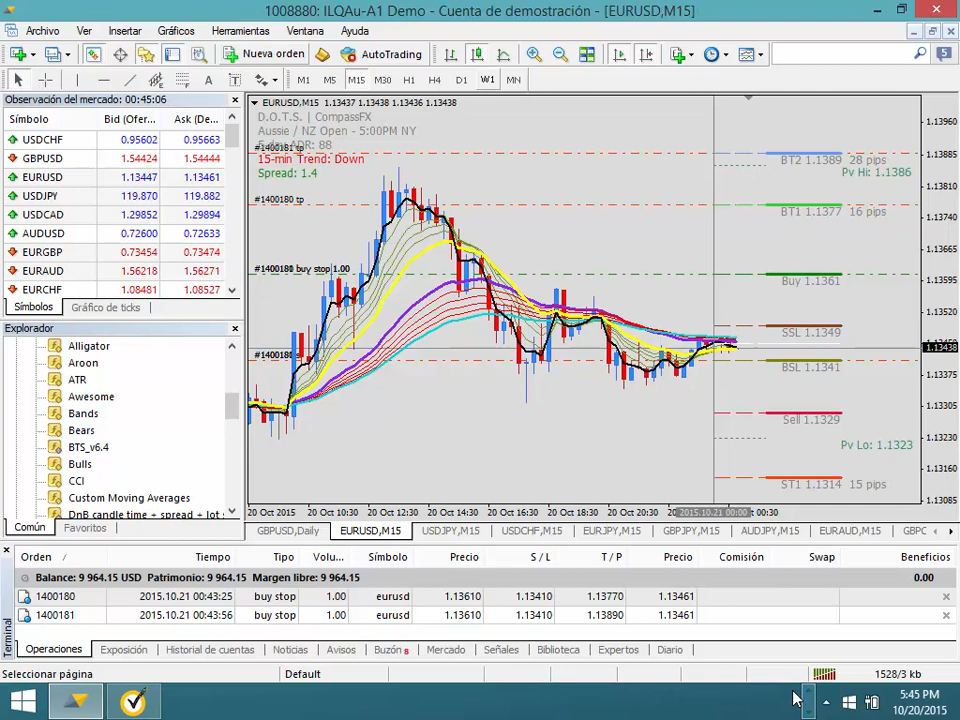 1008880: ILQAu-A1 Demo - Cuenta de demostración - [EURUSD,M15]
Archivo Ver Insertar Gráficos Herramientas Ventana Ayuda
Nueva orden AutoTrading 5
A T M1 M5 M15 M30 H1 H4 D1 W1 MN
Observación del mercado: 00:45:06
Símbolo Bid (Ofer... Ask (De...
USDCHF 0.95602 0.95663
GBPUSD 1.54424 1.54444
EURUSD 1.13447 1.13461
USDJPY 119.870 119.882
USDCAD 1.29852 1.29894
AUDUSD 0.72600 0.72633
EURGBP 0.73454 0.73474
EURAUD 1.56218 1.56271
EURCHF 1.08481 1.08527
Símbolos Gráfico de ticks
Explorador
Alligator
Aroon
ATR
Awesome
Bands
Bears
BTS_v6.4
Bulls
CCI
Custom Moving Averages
DnB candle time + spread + lot s
Común Favoritos
EURUSD,M15 1.13437 1.13438 1.13436 1.13438
D.O.T.S. | CompassFX
Aussie / NZ Open - 5:00PM NY
ADR: 88
#1400181 tp
15-min Trend: Down
Spread: 1.4
#1400180 tp
#1400180 buy stop 1.00
BT2 1.1389 28 pips
Pv Hi: 1.1386
BT1 1.1377 16 pips
Buy 1.1361
SSL 1.1349
BSL 1.1341
Sell 1.1329
Pv Lo: 1.1323
ST1 1.1314 15 pips
1.13960
1.13885
1.13810
1.13740
1.13665
1.13595
1.13520
1.13438
1.13375
1.13305
1.13230
1.13160
1.13085
20 Oct 2015 20 Oct 10:30 20 Oct 12:30 20 Oct 14:30 20 Oct 16:30 20 Oct 18:30 20 Oct 20:30 2015.10.21 00:00 00:30
GBPUSD,Daily EURUSD,M15 USDJPY,M15 USDCHF,M15 EURJPY,M15 GBPJPY,M15 AUDJPY,M15 EURAUD,M15 GBPC
Orden / Tiempo Tipo Volu... Símbolo Precio S / L T / P Precio Comisión Swap Beneficios
Balance: 9 964.15 USD Patrimonio: 9 964.15 Margen libre: 9 964.15 0.00
1400180 2015.10.21 00:43:25 buy stop 1.00 eurusd 1.13610 1.13410 1.13770 1.13461
1400181 2015.10.21 00:43:56 buy stop 1.00 eurusd 1.13610 1.13410 1.13890 1.13461
Terminal
Operaciones Exposición Historial de cuentas Noticias Avisos Buzón 8 Mercado Señales Biblioteca Expertos Diario
Seleccionar página Default 1528/3 kb
5:45 PM
10/20/2015